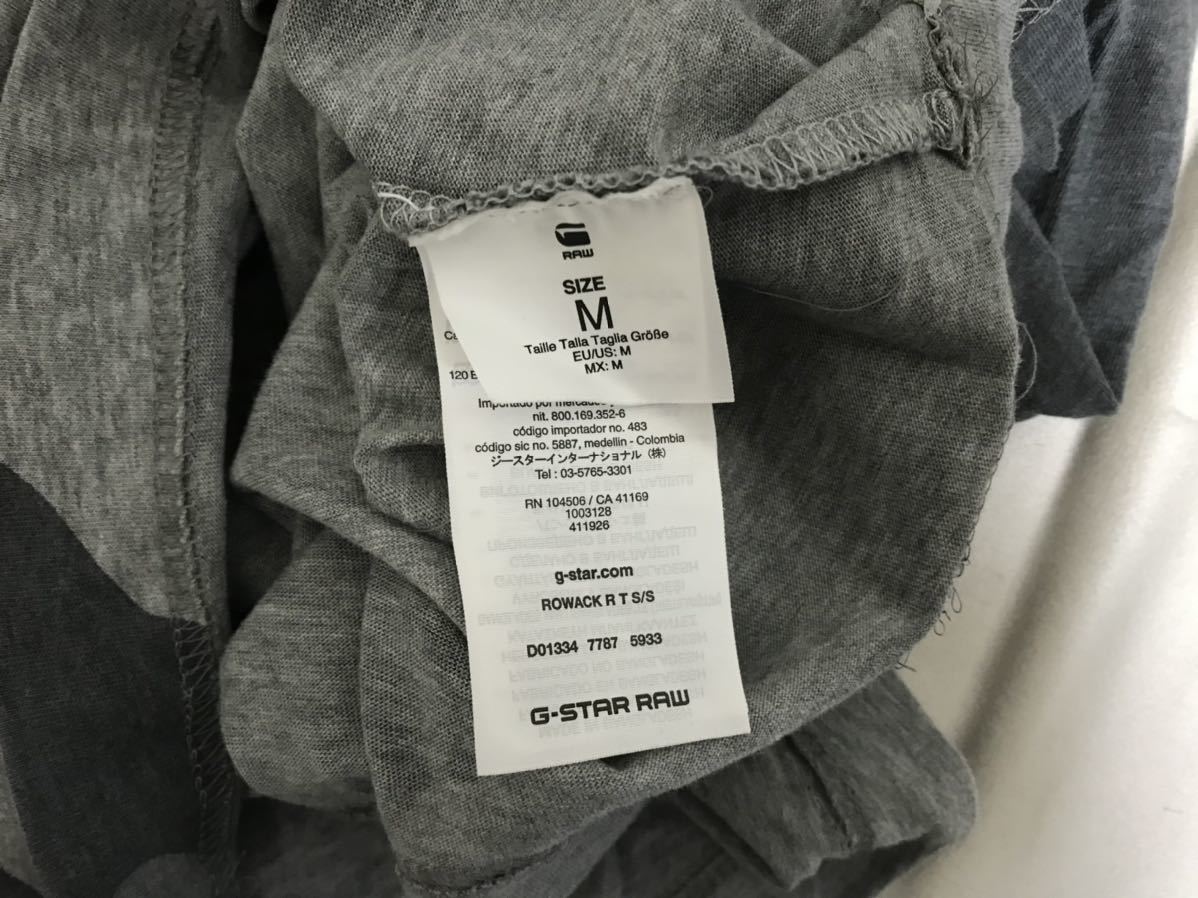 RAW
SIZE
M
Taille Talla Taglia Größe
EU/US: M
MX: M
120
Importado por
nit. 800.169.352-6
código importador no. 483
código sic no. 5887, medellin - Colombia
ジースターインターナショナル（株）
Tel : 03-5765-3301
RN 104506 / CA 41169
1003128
411926
g-star.com
ROWACK R T S/S
D01334 7787 5933
G-STAR RAW